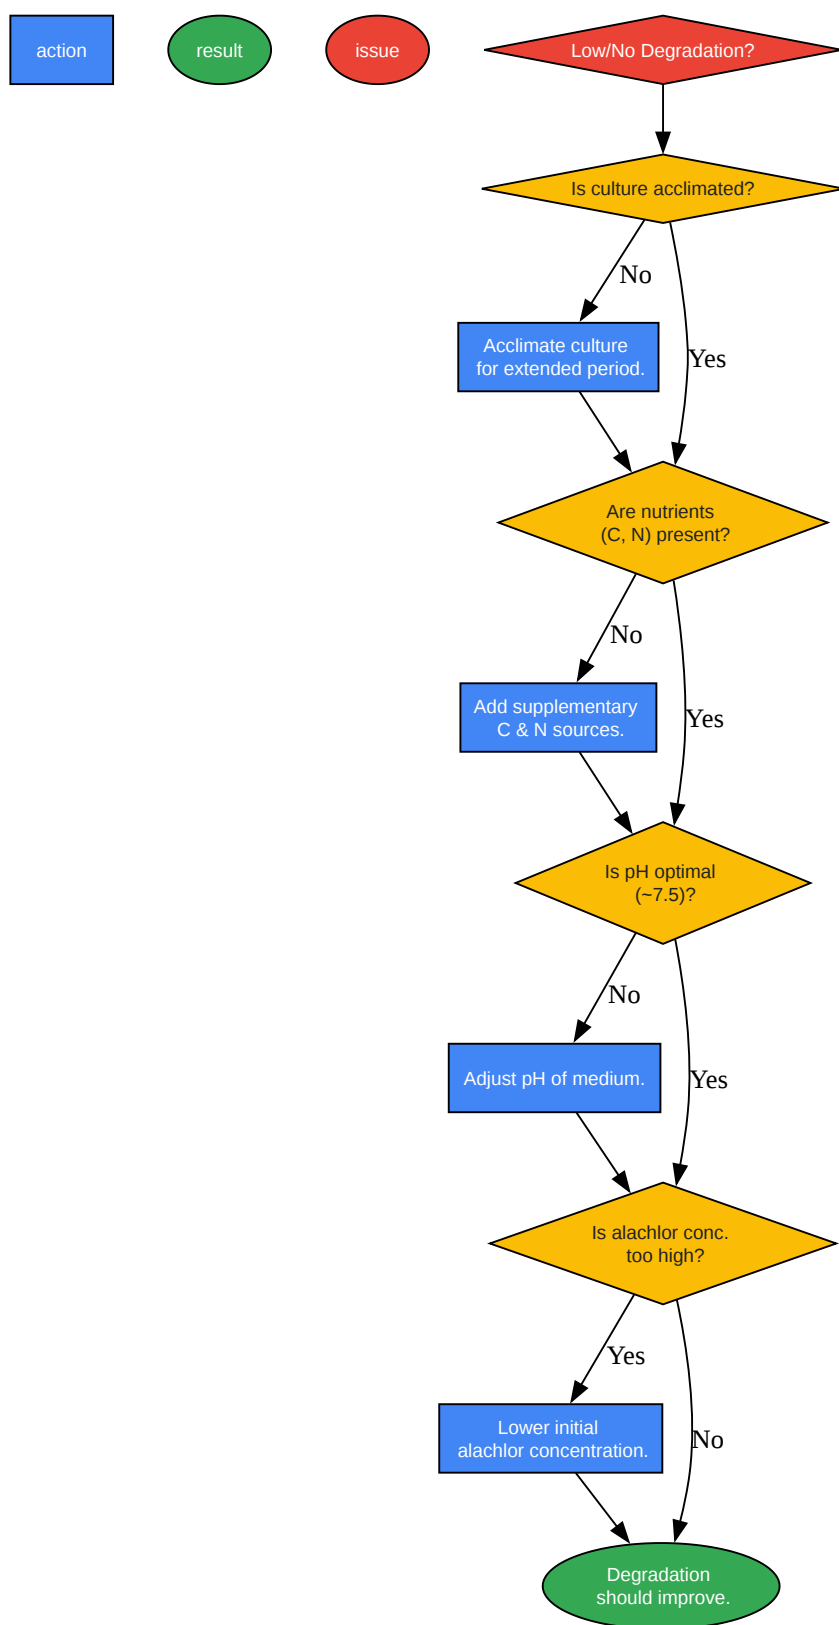 action
result
issue
Low/No Degradation?
Is culture acclimated?
No
Acclimate culture
for extended period.
Yes
Are nutrients
(C, N) present?
No
Add supplementary
C & N sources.
Yes
Is pH optimal
(~7.5)?
No
Adjust pH of medium.
Yes
Is alachlor conc.
too high?
Yes
Lower initial
alachlor concentration.
No
Degradation
should improve.